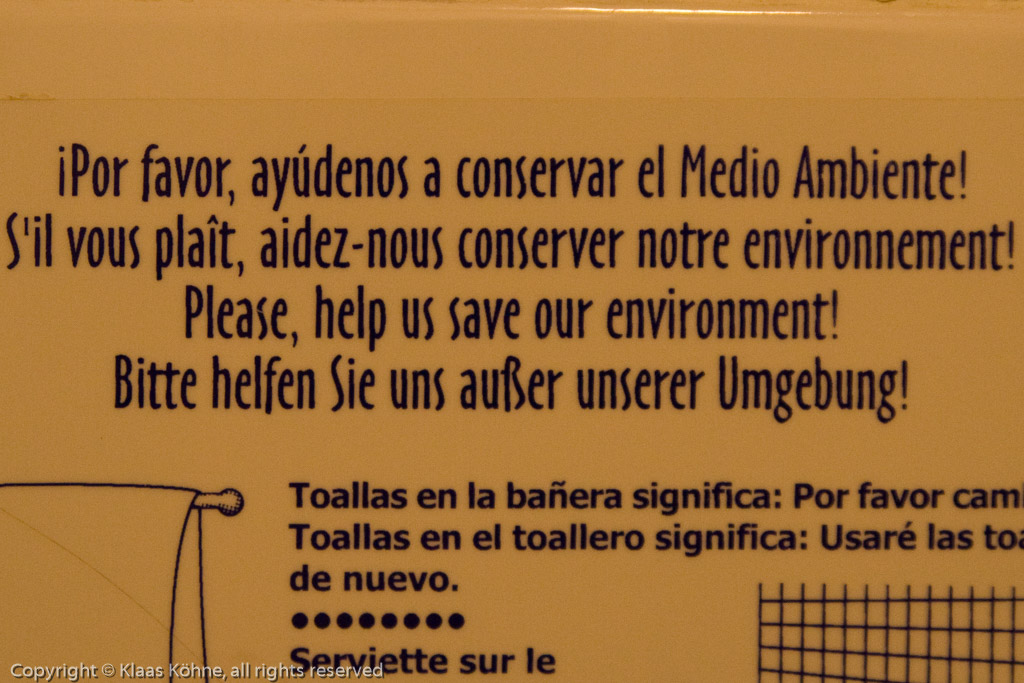 ¡Por favor, ayúdenos a conservar el Medio Ambiente!
S'il vous plaît, aidez-nous conserver notre environnement!
Please, help us save our environment!
Bitte helfen Sie uns außer unserer Umgebung!
Toallas en la bañera significa: Por favor
Toallas en el toallero significa: Usaré las
de nuevo.
Serviette sur le
Copyright © Klaas Köhne, all rights reserved